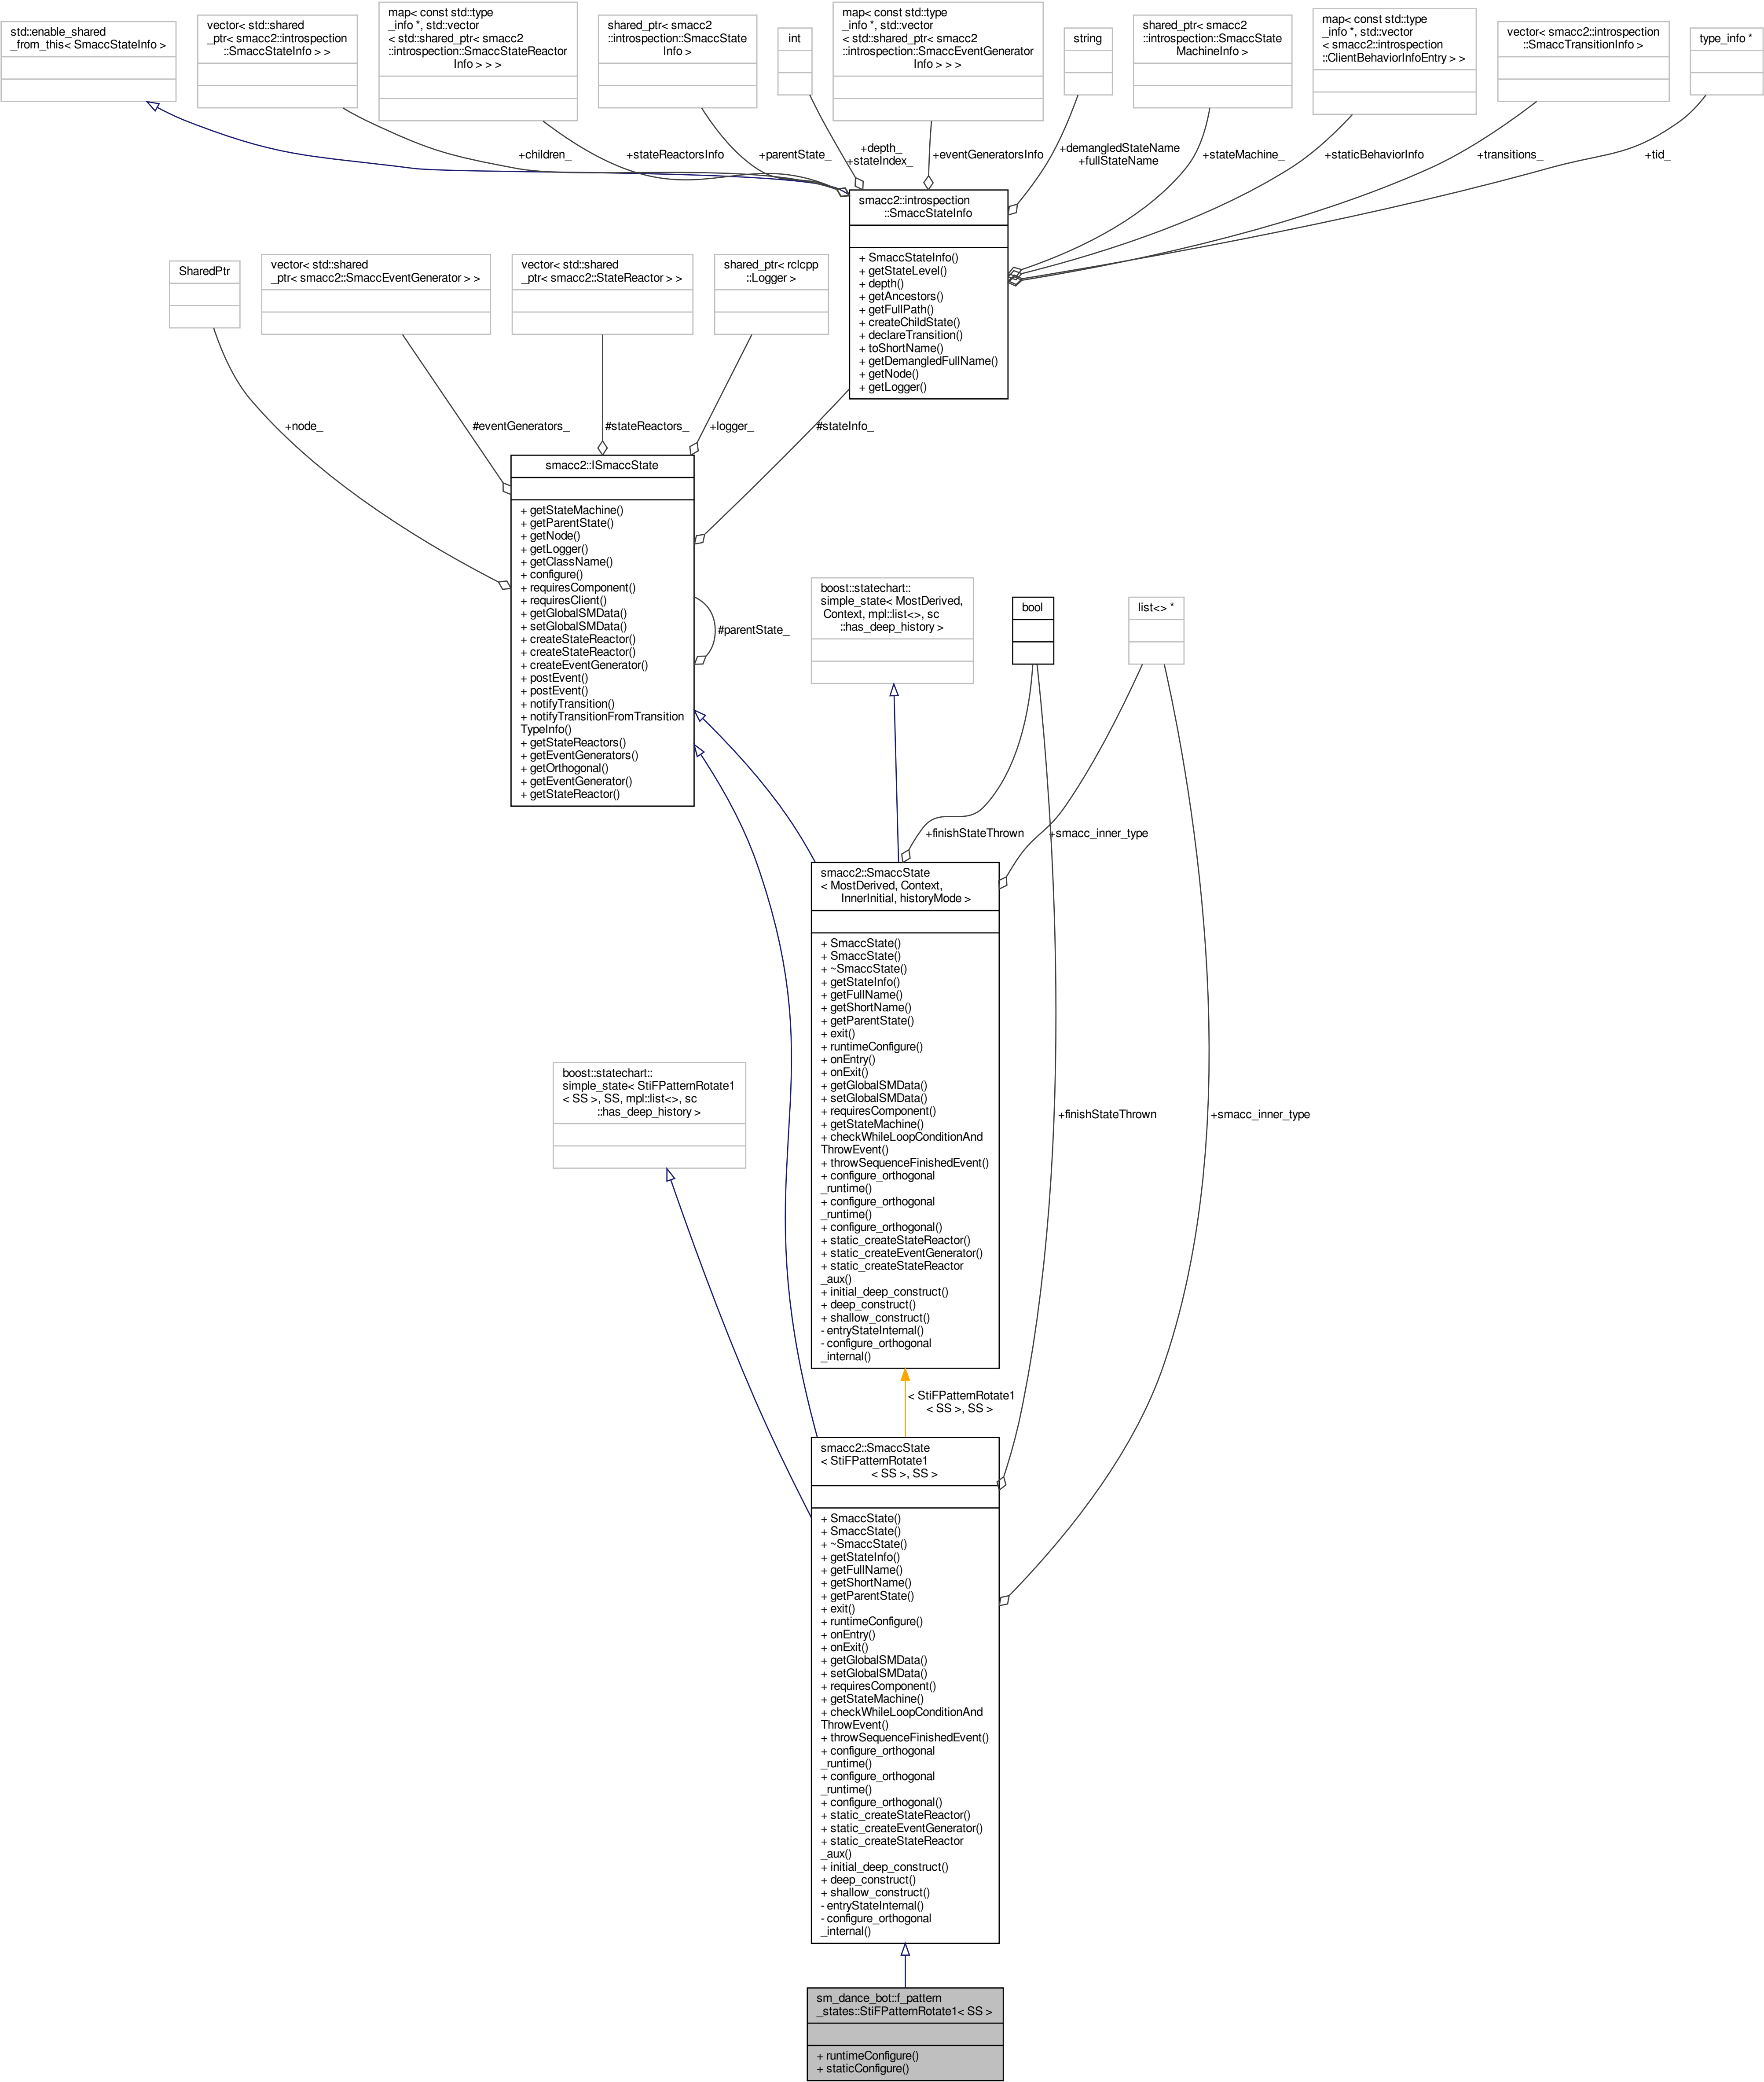 std::enable_shared
_from_this< SmaccStateInfo >
vector< std::shared
_ptr< smacc2::introspection
::SmaccStateInfo > >
map< const std::type
_info *, std::vector
< std::shared_ptr< smacc2
::introspection::SmaccStateReactor
Info > > >
shared_ptr< smacc2
::introspection::SmaccState
Info >
int
map< const std::type
_info *, std::vector
< std::shared_ptr< smacc2
::introspection::SmaccEventGenerator
Info > > >
string
shared_ptr< smacc2
::introspection::SmaccState
MachineInfo >
map< const std::type
_info *, std::vector
< smacc2::introspection
::ClientBehaviorInfoEntry > >
vector< smacc2::introspection
::SmaccTransitionInfo >
type_info *
+children_
+stateReactorsInfo
+parentState_
+depth_
+stateIndex_
+eventGeneratorsInfo
+demangledStateName
+fullStateName
+stateMachine_
+staticBehaviorInfo
+transitions_
+tid_
smacc2::introspection
::SmaccStateInfo
+ SmaccStateInfo()
+ getStateLevel()
+ depth()
+ getAncestors()
+ getFullPath()
+ createChildState()
+ declareTransition()
+ toShortName()
+ getDemangledFullName()
+ getNode()
+ getLogger()
SharedPtr
vector< std::shared
_ptr< smacc2::SmaccEventGenerator > >
vector< std::shared
_ptr< smacc2::StateReactor > >
shared_ptr< rclcpp
::Logger >
+node_
#eventGenerators_
#stateReactors_
+logger_
#stateInfo_
smacc2::ISmaccState
+ getStateMachine()
+ getParentState()
+ getNode()
+ getLogger()
+ getClassName()
+ configure()
+ requiresComponent()
+ requiresClient()
+ getGlobalSMData()
+ setGlobalSMData()
+ createStateReactor()
+ createStateReactor()
+ createEventGenerator()
+ postEvent()
+ postEvent()
+ notifyTransition()
+ notifyTransitionFromTransition
TypeInfo()
+ getStateReactors()
+ getEventGenerators()
+ getOrthogonal()
+ getEventGenerator()
+ getStateReactor()
#parentState_
boost::statechart::
simple_state< MostDerived,
Context, mpl::list<>, sc
::has_deep_history >
bool
list<> *
+finishStateThrown
+smacc_inner_type
smacc2::SmaccState
< MostDerived, Context,
InnerInitial, historyMode >
+ SmaccState()
+ SmaccState()
+ ~SmaccState()
+ getStateInfo()
+ getFullName()
+ getShortName()
+ getParentState()
+ exit()
+ runtimeConfigure()
+ onEntry()
+ onExit()
+ getGlobalSMData()
+ setGlobalSMData()
+ requiresComponent()
+ getStateMachine()
+ checkWhileLoopConditionAnd
ThrowEvent()
+ throwSequenceFinishedEvent()
+ configure_orthogonal
_runtime()
+ configure_orthogonal
_runtime()
+ configure_orthogonal()
+ static_createStateReactor()
+ static_createEventGenerator()
+ static_createStateReactor
_aux()
+ initial_deep_construct()
+ deep_construct()
+ shallow_construct()
- entryStateInternal()
- configure_orthogonal
_internal()
boost::statechart::
simple_state< StiFPatternRotate1
< SS >, SS, mpl::list<>, sc
::has_deep_history >
+finishStateThrown
+smacc_inner_type
< StiFPatternRotate1
< SS >, SS >
smacc2::SmaccState
< StiFPatternRotate1
< SS >, SS >
+ SmaccState()
+ SmaccState()
+ ~SmaccState()
+ getStateInfo()
+ getFullName()
+ getShortName()
+ getParentState()
+ exit()
+ runtimeConfigure()
+ onEntry()
+ onExit()
+ getGlobalSMData()
+ setGlobalSMData()
+ requiresComponent()
+ getStateMachine()
+ checkWhileLoopConditionAnd
ThrowEvent()
+ throwSequenceFinishedEvent()
+ configure_orthogonal
_runtime()
+ configure_orthogonal
_runtime()
+ configure_orthogonal()
+ static_createStateReactor()
+ static_createEventGenerator()
+ static_createStateReactor
_aux()
+ initial_deep_construct()
+ deep_construct()
+ shallow_construct()
- entryStateInternal()
- configure_orthogonal
_internal()
sm_dance_bot::f_pattern
_states::StiFPatternRotate1< SS >
+ runtimeConfigure()
+ staticConfigure()